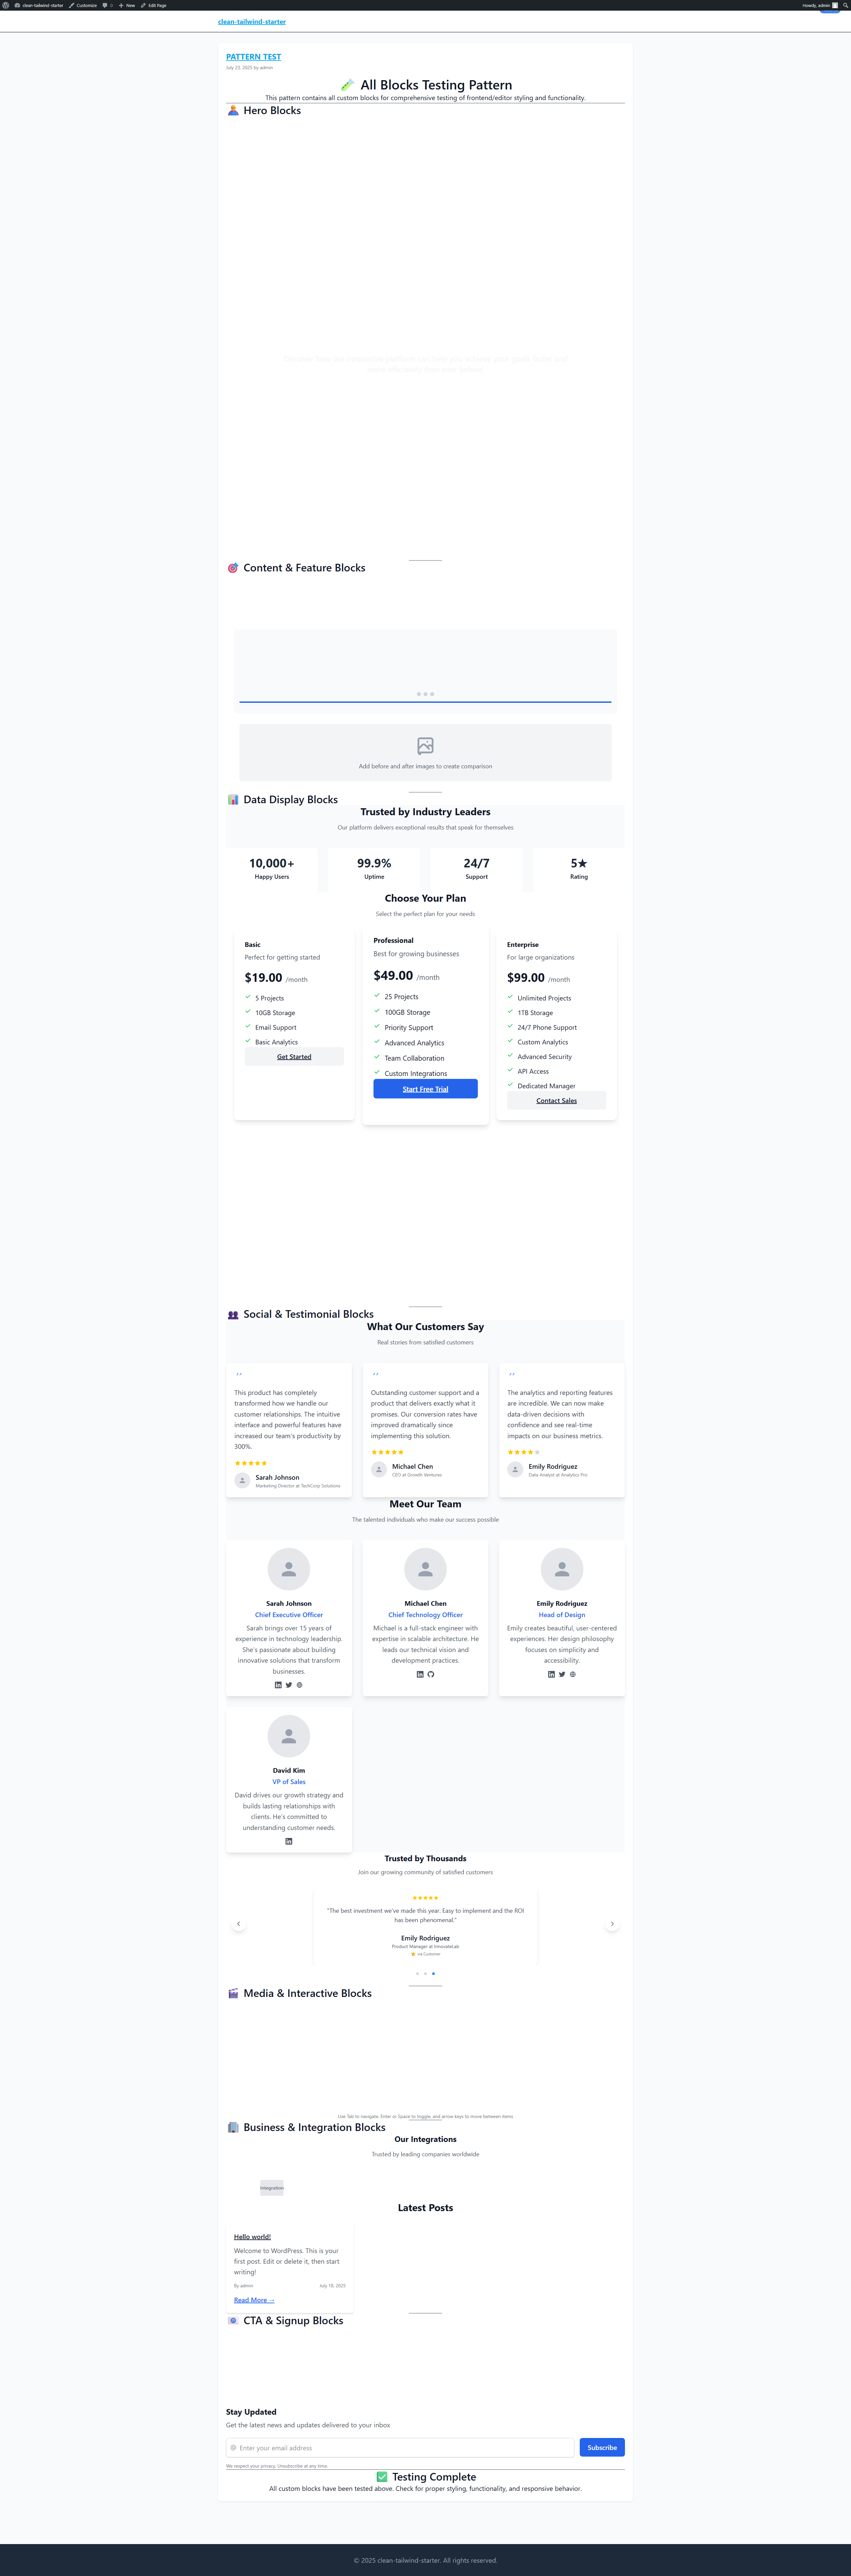 clean-tailwind-starter
Customize
0
New
Edit Page
Howdy, admin
clean-tailwind-starter
PATTERN TEST
July 23, 2025 by admin
All Blocks Testing Pattern
This pattern contains all custom blocks for comprehensive testing of frontend/editor styling and functionality.
Hero Blocks
Discover how our innovative platform can help you achieve your goals faster and
more efficiently than ever before.
Content & Feature Blocks
Add before and after images to create comparison
Data Display Blocks
Trusted by Industry Leaders
Our platform delivers exceptional results that speak for themselves
10,000+
Happy Users
99.9%
Uptime
24/7
Support
5★
Rating
Choose Your Plan
Select the perfect plan for your needs
Basic
Perfect for getting started
$19.00 /month
5 Projects
10GB Storage
Email Support
Basic Analytics
Get Started
Professional
Best for growing businesses
$49.00 /month
25 Projects
100GB Storage
Priority Support
Advanced Analytics
Team Collaboration
Custom Integrations
Start Free Trial
Enterprise
For large organizations
$99.00 /month
Unlimited Projects
1TB Storage
24/7 Phone Support
Custom Analytics
Advanced Security
API Access
Dedicated Manager
Contact Sales
Social & Testimonial Blocks
What Our Customers Say
Real stories from satisfied customers
"
This product has completely
transformed how we handle our
customer relationships. The intuitive
interface and powerful features have
increased our team's productivity by
300%.
★★★★★
Sarah Johnson
Marketing Director at TechCorp Solutions
"
Outstanding customer support and a
product that delivers exactly what it
promises. Our conversion rates have
improved dramatically since
implementing this solution.
★★★★★
Michael Chen
CEO at Growth Ventures
"
The analytics and reporting features
are incredible. We can now make
data-driven decisions with
confidence and see real-time
impacts on our business metrics.
★★★★★
Emily Rodriguez
Data Analyst at Analytics Pro
Meet Our Team
The talented individuals who make our success possible
Sarah Johnson
Chief Executive Officer
Sarah brings over 15 years of
experience in technology leadership.
She's passionate about building
innovative solutions that transform
businesses.
Michael Chen
Chief Technology Officer
Michael is a full-stack engineer with
expertise in scalable architecture. He
leads our technical vision and
development practices.
Emily Rodriguez
Head of Design
Emily creates beautiful, user-centered
experiences. Her design philosophy
focuses on simplicity and
accessibility.
David Kim
VP of Sales
David drives our growth strategy and
builds lasting relationships with
clients. He's committed to
understanding customer needs.
Trusted by Thousands
Join our growing community of satisfied customers
★★★★★
"The best investment we've made this year. Easy to implement and the ROI
has been phenomenal."
Emily Rodriguez
Product Manager at InnovateLab
via Customer
Media & Interactive Blocks
Use Tab to navigate, Enter or Space to toggle, and arrow keys to move between items
Business & Integration Blocks
Our Integrations
Trusted by leading companies worldwide
Integration
Latest Posts
Hello world!
Welcome to WordPress. This is your
first post. Edit or delete it, then start
writing!
By admin
July 18, 2025
Read More →
CTA & Signup Blocks
Stay Updated
Get the latest news and updates delivered to your inbox
@ Enter your email address
Subscribe
We respect your privacy. Unsubscribe at any time.
Testing Complete
All custom blocks have been tested above. Check for proper styling, functionality, and responsive behavior.
© 2025 clean-tailwind-starter. All rights reserved.